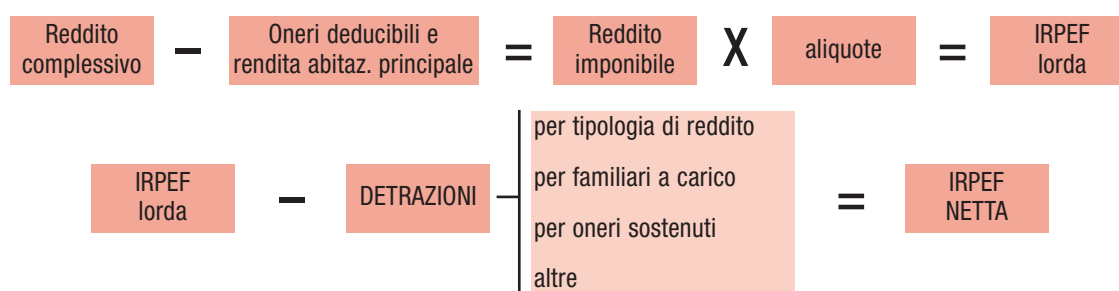 Reddito complessivo – Oneri deducibili e rendita abitaz. principale = Reddito imponibile X aliquote = IRPEF lorda
IRPEF lorda – DETRAZIONI
per tipologia di reddito
per familiari a carico
per oneri sostenuti
altre
= IRPEF NETTA